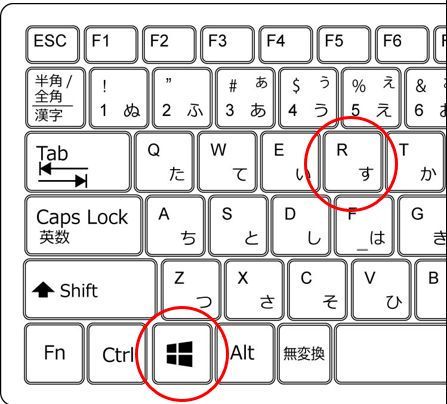 ESC F1 F2 F3 F4 F5 F6
半角/ ! " # ぁ $ ぅ % ぇ &
全角
漢字 1 ぬ 2 ふ 3 あ 4 う 5 え 6
Tab Q た W て E い R す T か
Caps Lock A ち S と D し F は G き
英数
Shift Z つ X さ C そ V ひ B
Fn Ctrl Alt 無変換